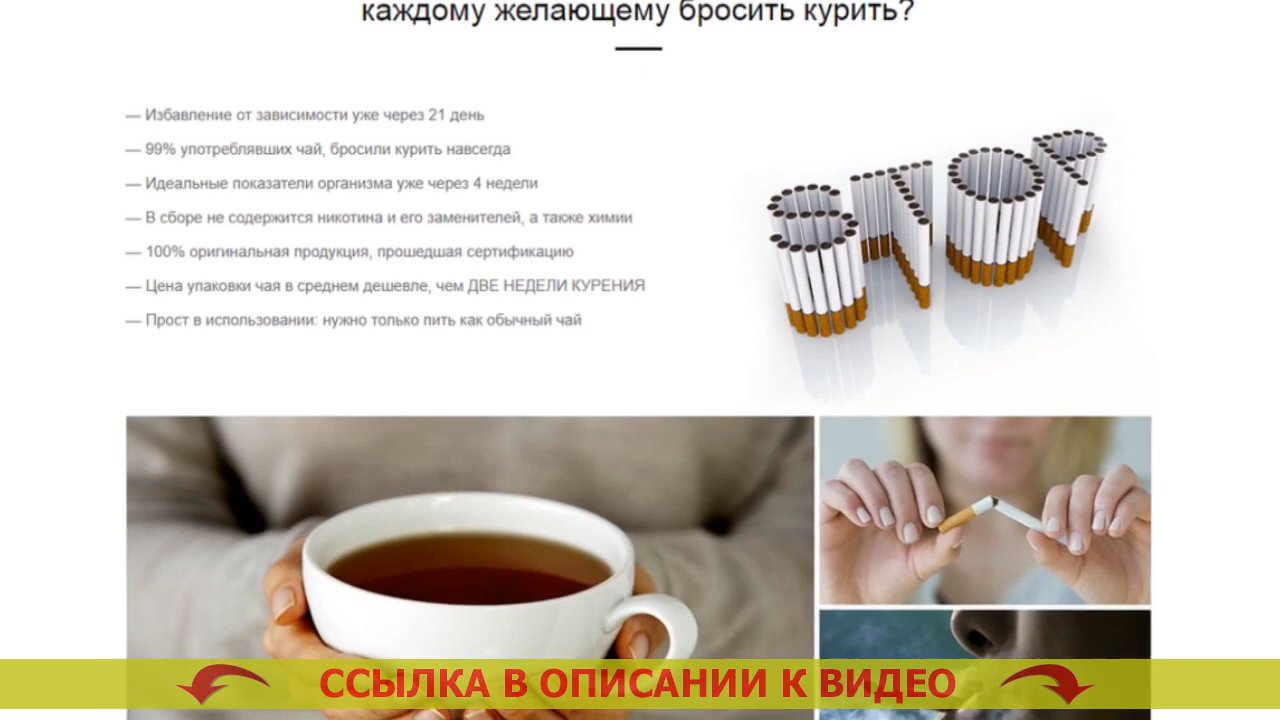 каждому желающему бросить курить?
— Избавление от зависимости уже через 21 день
— 99% употреблявших чай, бросили курить навсегда
— Идеальные показатели организма уже через 4 недели
— В сборе не содержится никотина и его заменителей, а также химии
— 100% оригинальная продукция, прошедшая сертификацию
— Цена упаковки чая в среднем дешевле, чем ДВЕ НЕДЕЛИ КУРЕНИЯ
— Прост в использовании: нужно только пить как обычный чай
STOP
ССЫЛКА В ОПИСАНИИ К ВИДЕО